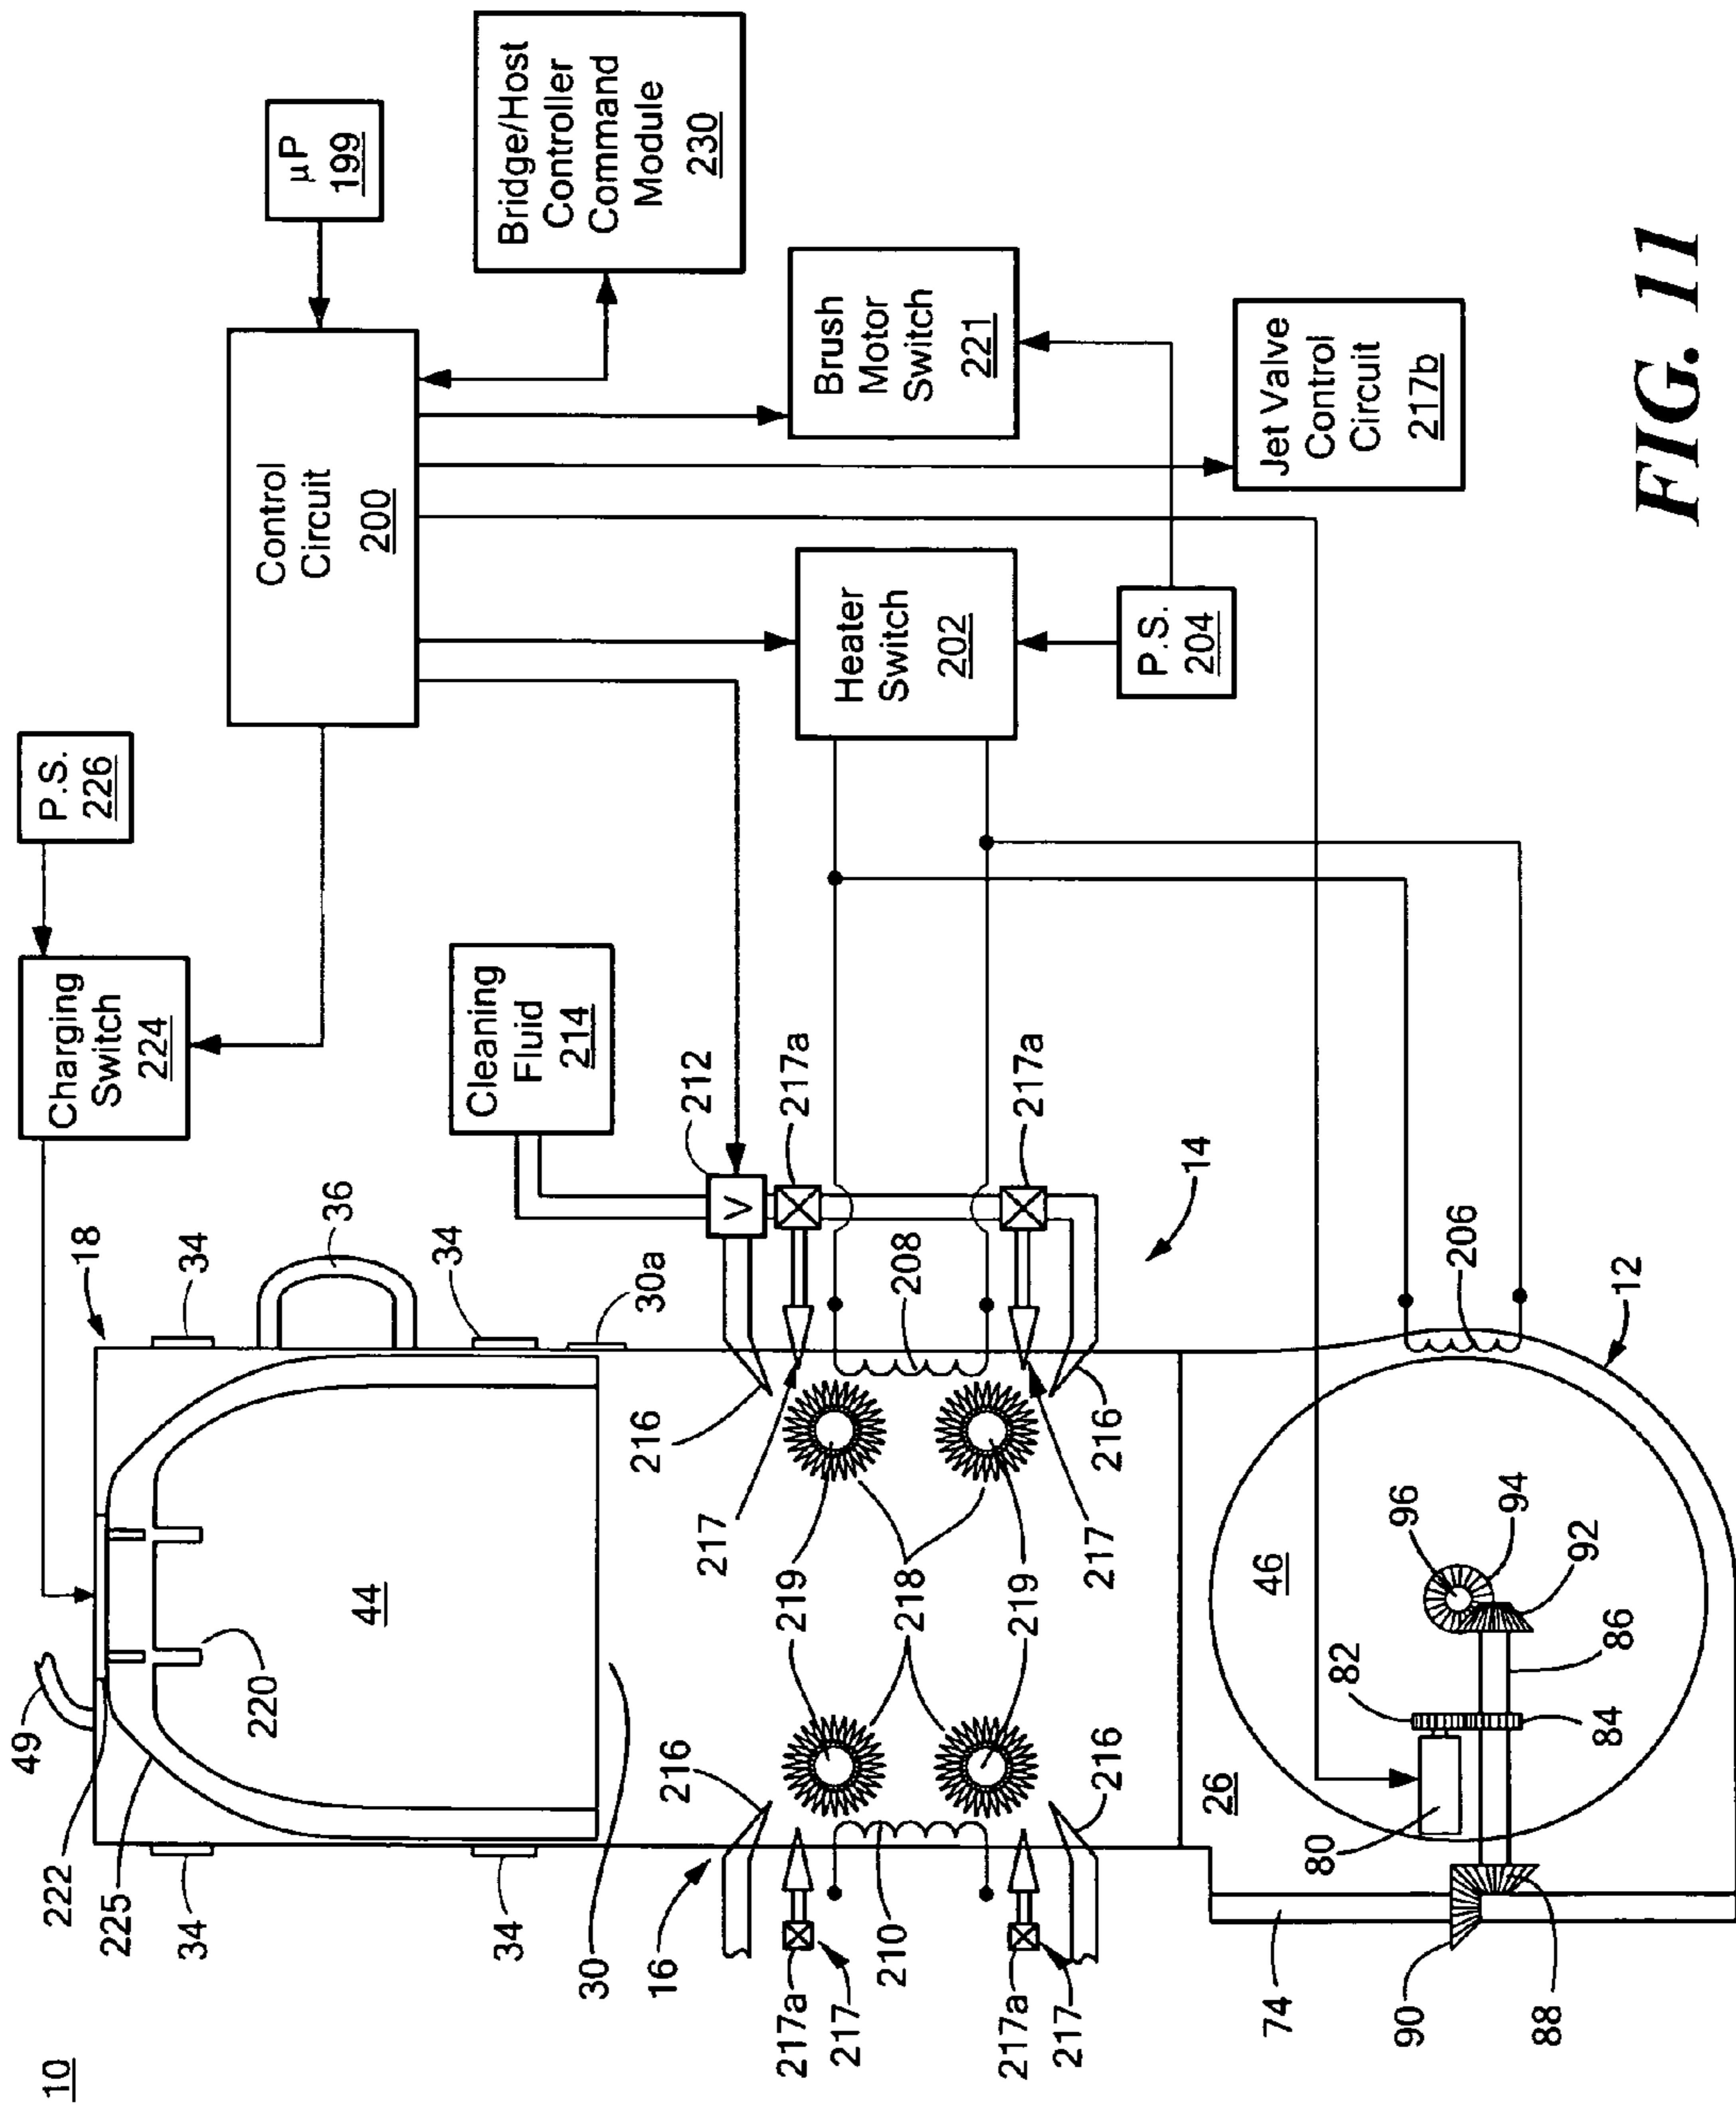 10
P.S.
226
Charging
Switch
224
µP
199
Control
Circuit
200
Bridge/Host
Controller
Command
Module
230
Brush
Motor
Switch
221
Jet Valve
Control
Circuit
217b
Heater
Switch
202
P.S.
204
Cleaning
Fluid
214
212
V
217a
217a
14
18
34
36
34
30a
49
222
225
34
34
220
44
30
16
216
216
217
208
219
218
219
217
216
216
217a
217
210
217a
217
206
12
46
96
94
92
86
82
84
80
26
74
90
88
FIG. 11